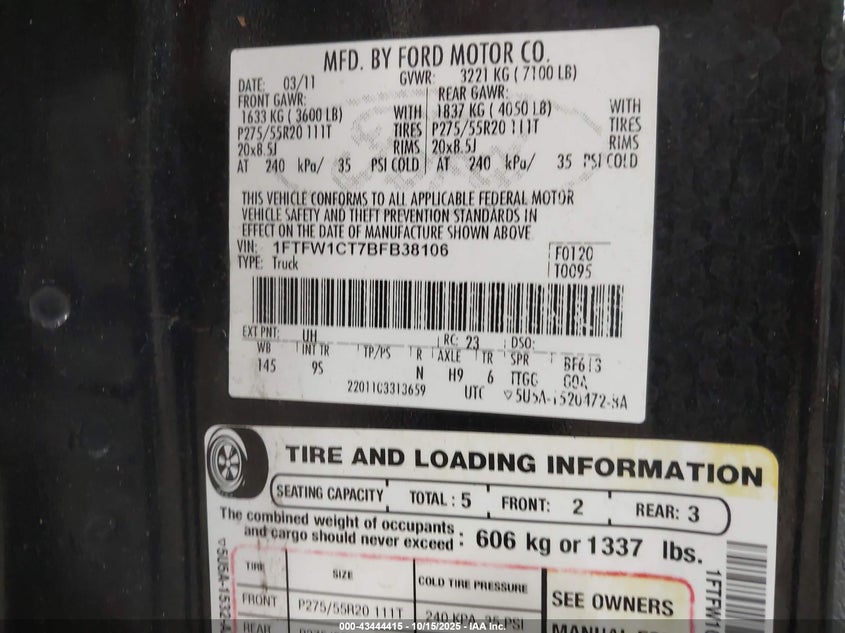 MFD. BY FORD MOTOR CO.
DATE: 03/11 GVWR: 3221 KG ( 7100 LB)
FRONT GAWR: REAR GAWR:
1633 KG ( 3600 LB) WITH 1837 KG ( 4050 LB) WITH
P275/55R20 111T TIRES P275/55R20 111T TIRES
20x8.5J RIMS 20x8.5J RIMS
AT 240 kPa/ 35 PSI COLD AT 240 kPa/ 35 PSI COLD
THIS VEHICLE CONFORMS TO ALL APPLICABLE FEDERAL MOTOR
VEHICLE SAFETY AND THEFT PREVENTION STANDARDS IN
EFFECT ON THE DATE OF MANUFACTURE SHOWN ABOVE.
VIN: 1FTFW1CT7BFB38106 F0120
TYPE: Truck T0095
EXT PNT: UH RC: 23 DSO:
WB INT TR TP/PS R AXLE TR SPR BF613
145 9S N H9 6 TTGG
2201103313659 UTC
TIRE AND LOADING INFORMATION
SEATING CAPACITY TOTAL : 5 FRONT: 2 REAR: 3
The combined weight of occupants
and cargo should never exceed : 606 kg or 1337 lbs.
TIRE SIZE COLD TIRE PRESSURE SEE OWNERS
FRONT P275/55R20 111T 240 KPA, 35 PSI
REAR MANUAL
000-43444415 - 10/15/2025 - IAA Inc.